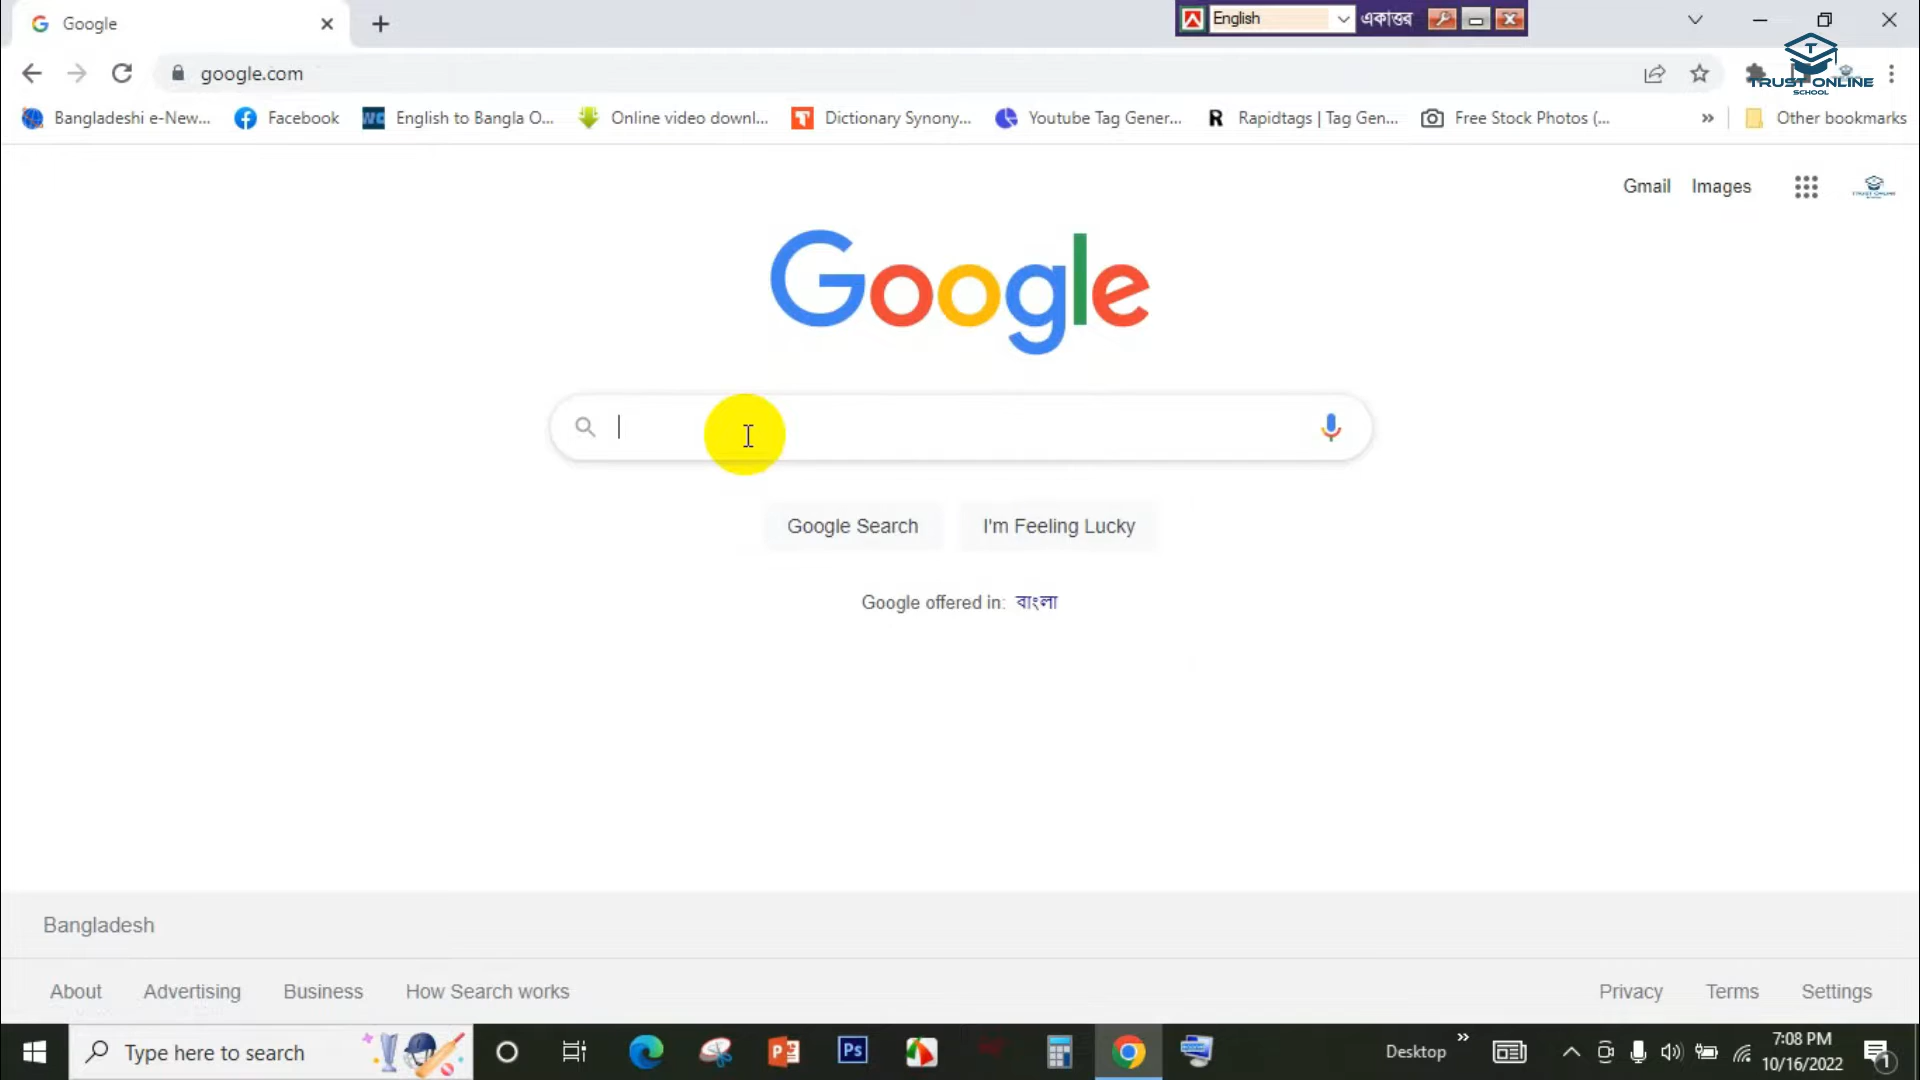 Google
English
একাত্তর
google.com
TRUST ONLINE
SCHOOL
Bangladeshi e-New...
Facebook
English to Bangla O...
Online video downl...
Dictionary Synony...
Youtube Tag Gener...
Rapidtags | Tag Gen...
Free Stock Photos (...
»
Other bookmarks
Gmail
Images
Google
Google Search
I'm Feeling Lucky
Google offered in: বাংলা
Bangladesh
About
Advertising
Business
How Search works
Privacy
Terms
Settings
Type here to search
Ps
Desktop
»
7:08 PM
10/16/2022
1